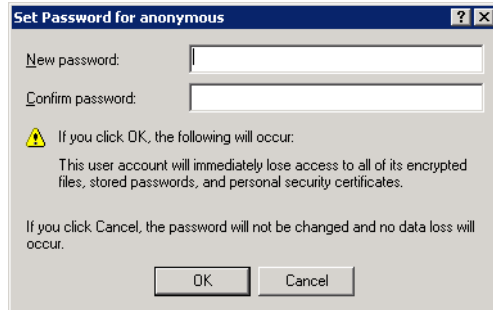 Set Password for anonymous
New password:
Confirm password:
If you click OK, the following will occur:
This user account will immediately lose access to all of its encrypted
files, stored passwords, and personal security certificates.
If you click Cancel, the password will not be changed and no data loss will
occur.
OK Cancel